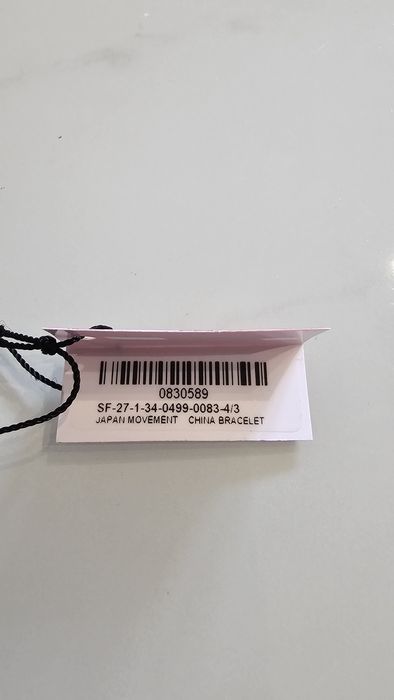 0830589
SF-27-1-34-0499-0083-4/3
JAPAN MOVEMENT CHINA BRACELET